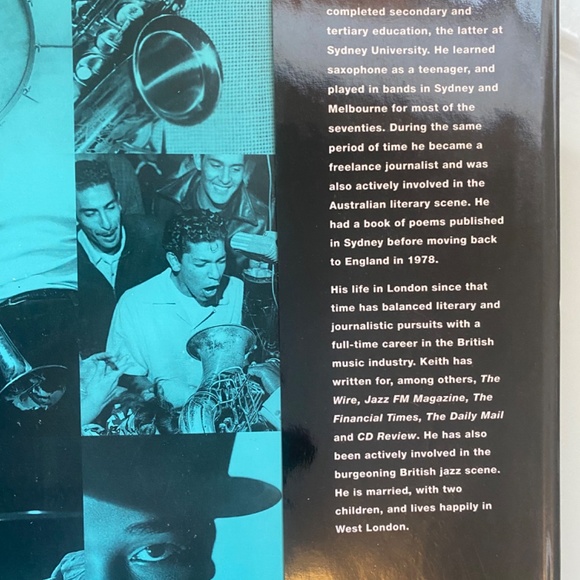 completed secondary and
tertiary education, the latter at
Sydney University. He learned
saxophone as a teenager, and
played in bands in Sydney and
Melbourne for most of the
seventies. During the same
period of time he became a
freelance journalist and was
also actively involved in the
Australian literary scene. He
had a book of poems published
in Sydney before moving back
to England in 1978.
His life in London since that
time has balanced literary and
journalistic pursuits with a
full-time career in the British
music industry. Keith has
written for, among others, The
Wire, Jazz FM Magazine, The
Financial Times, The Daily Mail
and CD Review. He has also
been actively involved in the
burgeoning British jazz scene.
He is married, with two
children, and lives happily in
West London.